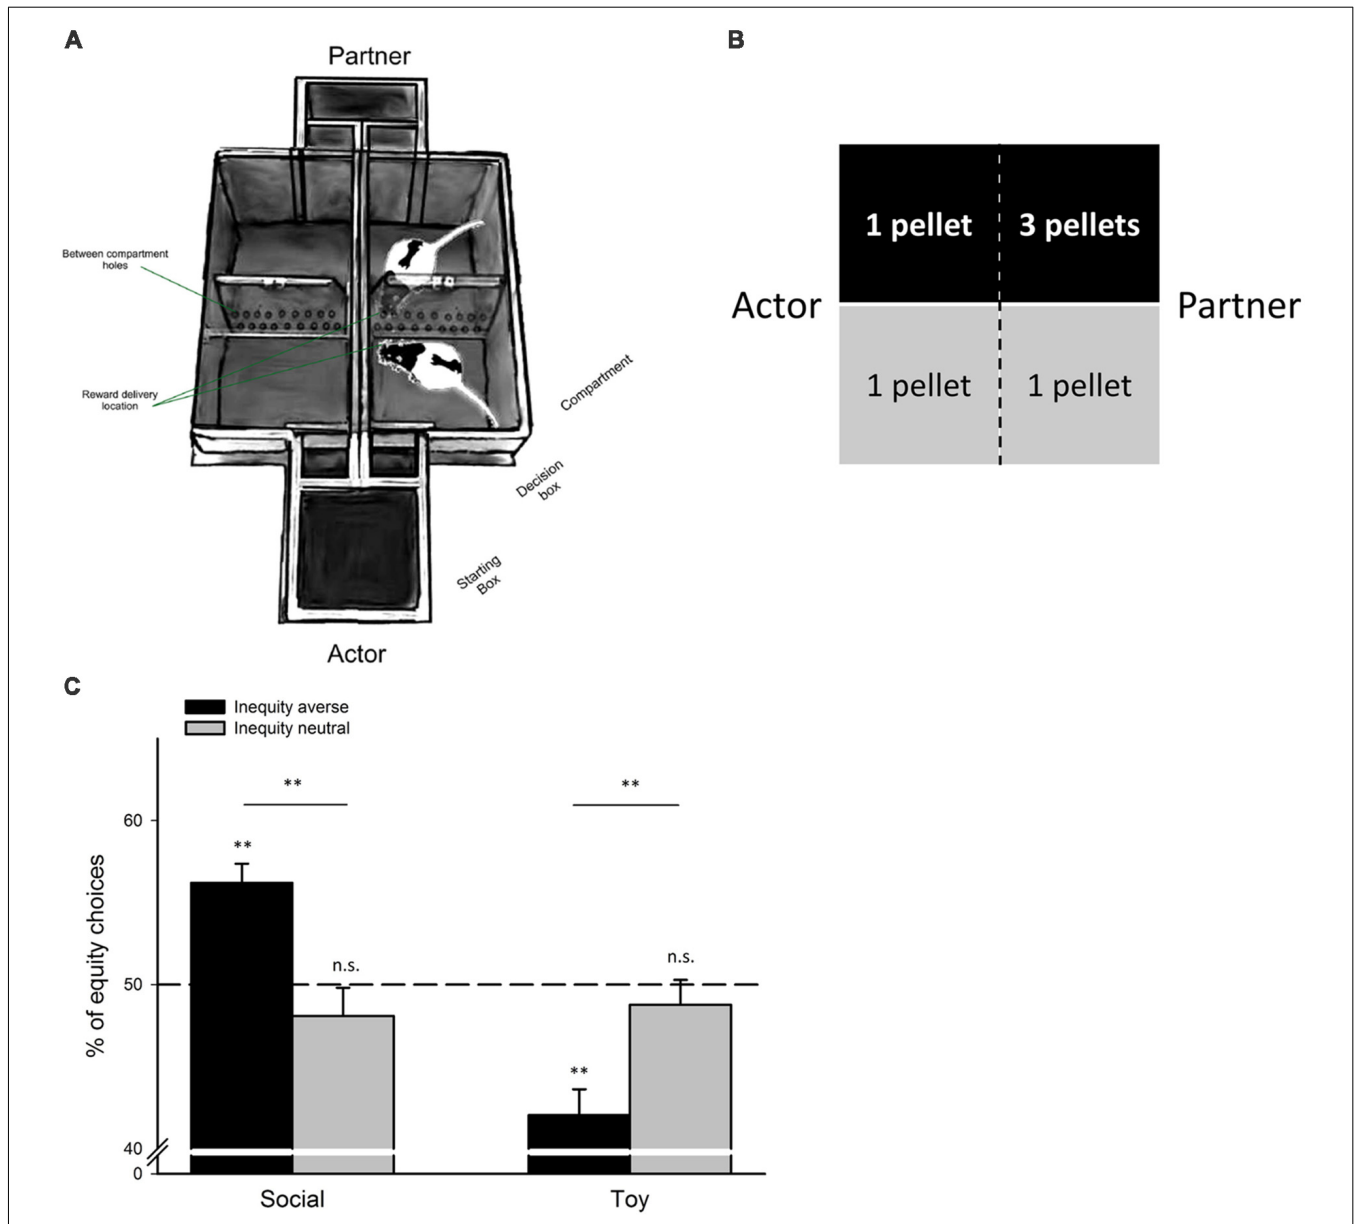 A
Partner
Between compartment
holes
Reward delivery
location
Compartment
Decision
box
Starting
Box
Actor
B
1 pellet
3 pellets
Actor
Partner
1 pellet
1 pellet
C
Inequity averse
Inequity neutral
**
**
60
**
n.s.
n.s.
50
**
40
0
% of equity choices
Social
Toy